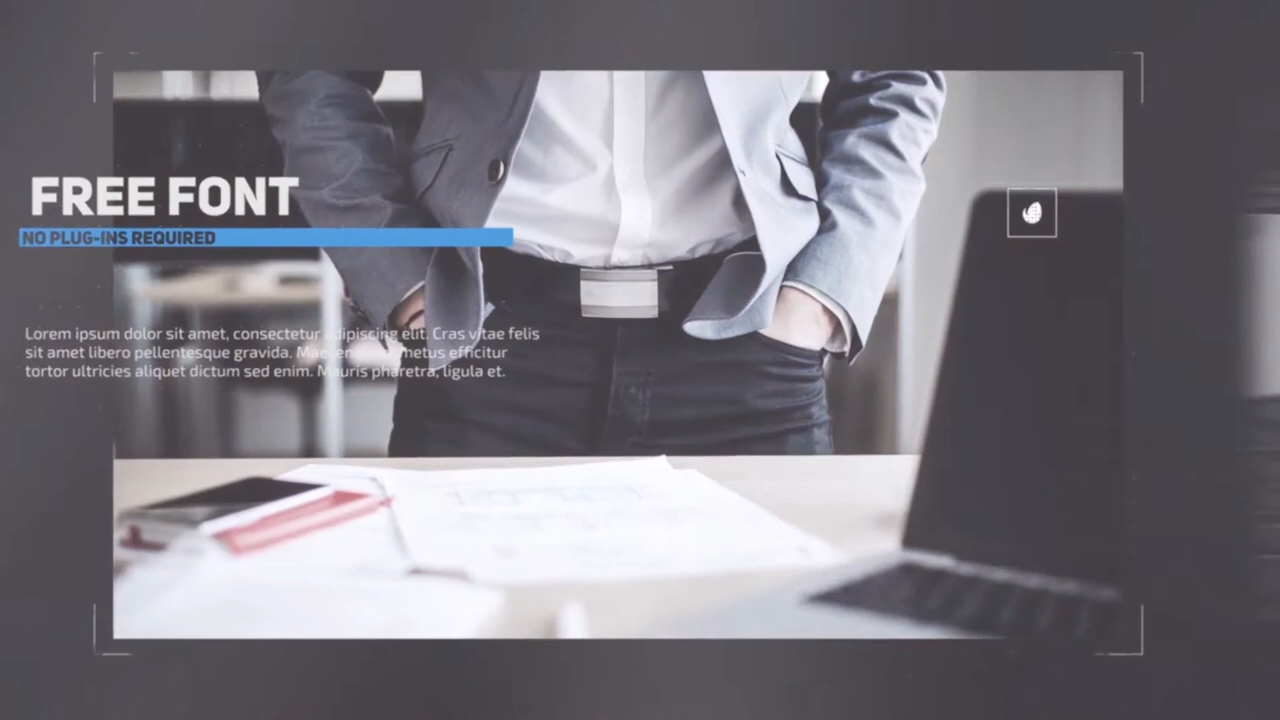 FREE FONT
NO PLUG-INS REQUIRED
Lorem ipsum dolor sit amet, consectetur adipiscing elit. Cras vitae felis
sit amet libero pellentesque gravida. metus efficitur
tortor ultricies aliquet dictum sed enim. Mauris pharetra, ligula et.